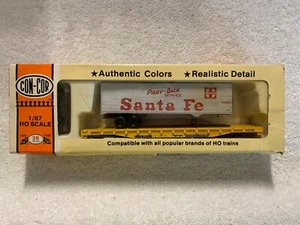 CON-COR
1/87
HO SCALE
★Authentic Colors ★Realistic Detail
PIGGY-BACK
SERVICE
Santa Fe
Compatible with all popular brands of HO trains